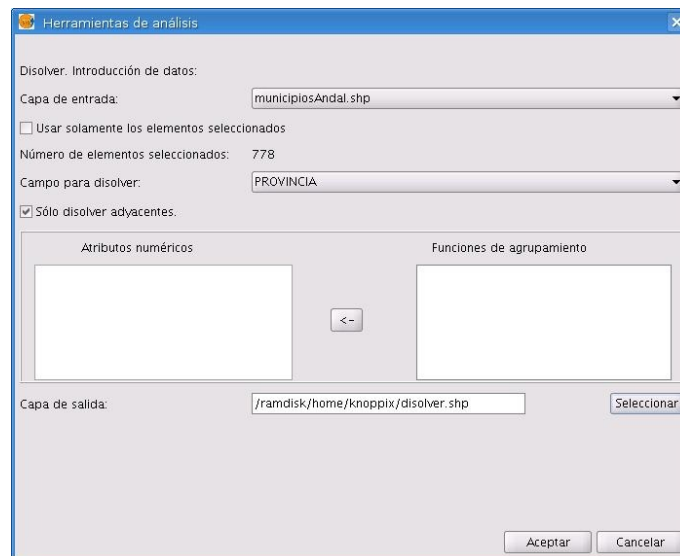 Herramientas de análisis
Disolver. Introducción de datos:
Capa de entrada: municipiosAndal.shp
Usar solamente los elementos seleccionados
Número de elementos seleccionados: 778
Campo para disolver: PROVINCIA
Sólo disolver adyacentes.
Atributos numéricos Funciones de agrupamiento
<-
Capa de salida: /ramdisk/home/knoppix/disolver.shp Seleccionar
Aceptar Cancelar